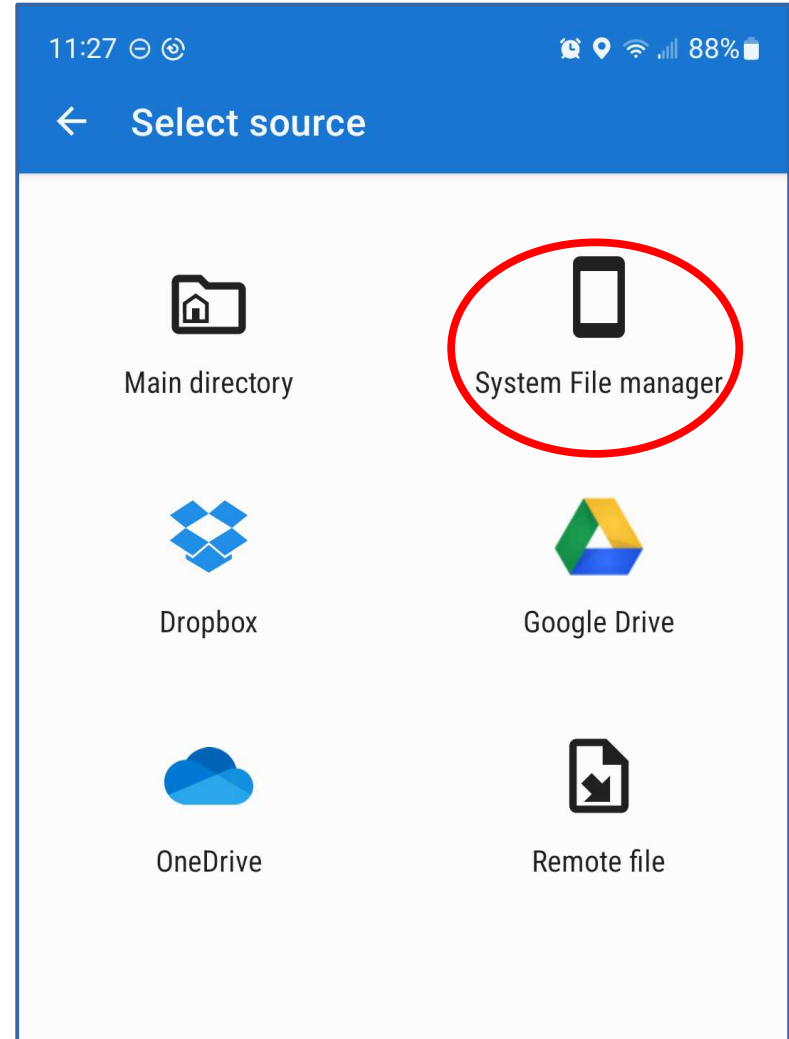 11:27 88%
Select source
Main directory
System File manager
Dropbox
Google Drive
OneDrive
Remote file